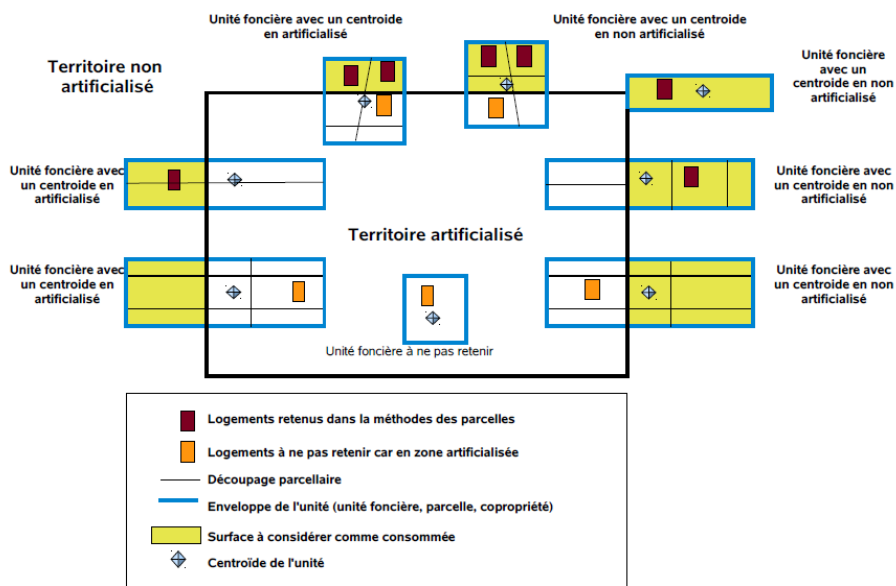 Unité foncière avec un centroide
en artificialisé
Unité foncière avec un centroide
en non artificialisé
Territoire non
artificialisé
Unité foncière
avec un
centroide en non
artificialisé
Unité foncière avec
un centroide en
artificialisé
Unité foncière avec
un centroide en non
artificialisé
Territoire artificialisé
Unité foncière avec
un centroide en
artificialisé
Unité foncière avec
un centroide en non
artificialisé
Unité foncière à ne pas retenir
Logements retenus dans la méthodes des parcelles
Logements à ne pas retenir car en zone artificialisée
Découpage parcellaire
Enveloppe de l'unité (unité foncière, parcelle, copropriété)
Surface à considérer comme consommée
Centroïde de l'unité